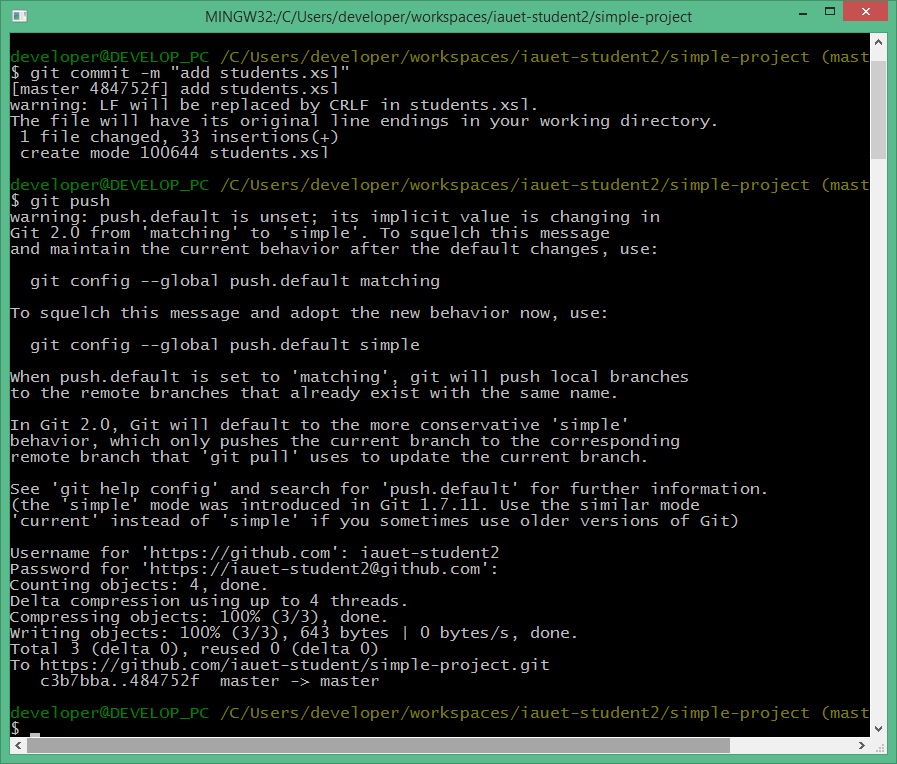 MINGW32:/C/Users/developer/workspaces/iauet-student2/simple-project
developer@DEVELOP_PC /C/Users/developer/workspaces/iauet-student2/simple-project (mast
$ git commit -m "add students.xsl"
[master 484752f] add students.xsl
warning: LF will be replaced by CRLF in students.xsl.
The file will have its original line endings in your working directory.
 1 file changed, 33 insertions(+)
 create mode 100644 students.xsl
developer@DEVELOP_PC /C/Users/developer/workspaces/iauet-student2/simple-project (mast
$ git push
warning: push.default is unset; its implicit value is changing in
Git 2.0 from 'matching' to 'simple'. To squelch this message
and maintain the current behavior after the default changes, use:
  git config --global push.default matching
To squelch this message and adopt the new behavior now, use:
  git config --global push.default simple
When push.default is set to 'matching', git will push local branches
to the remote branches that already exist with the same name.
In Git 2.0, Git will default to the more conservative 'simple'
behavior, which only pushes the current branch to the corresponding
remote branch that 'git pull' uses to update the current branch.
See 'git help config' and search for 'push.default' for further information.
(the 'simple' mode was introduced in Git 1.7.11. Use the similar mode
'current' instead of 'simple' if you sometimes use older versions of Git)
Username for 'https://github.com': iauet-student2
Password for 'https://iauet-student2@github.com':
Counting objects: 4, done.
Delta compression using up to 4 threads.
Compressing objects: 100% (3/3), done.
Writing objects: 100% (3/3), 643 bytes | 0 bytes/s, done.
Total 3 (delta 0), reused 0 (delta 0)
To https://github.com/iauet-student/simple-project.git
   c3b7bba..484752f  master -> master
developer@DEVELOP_PC /C/Users/developer/workspaces/iauet-student2/simple-project (mast
$